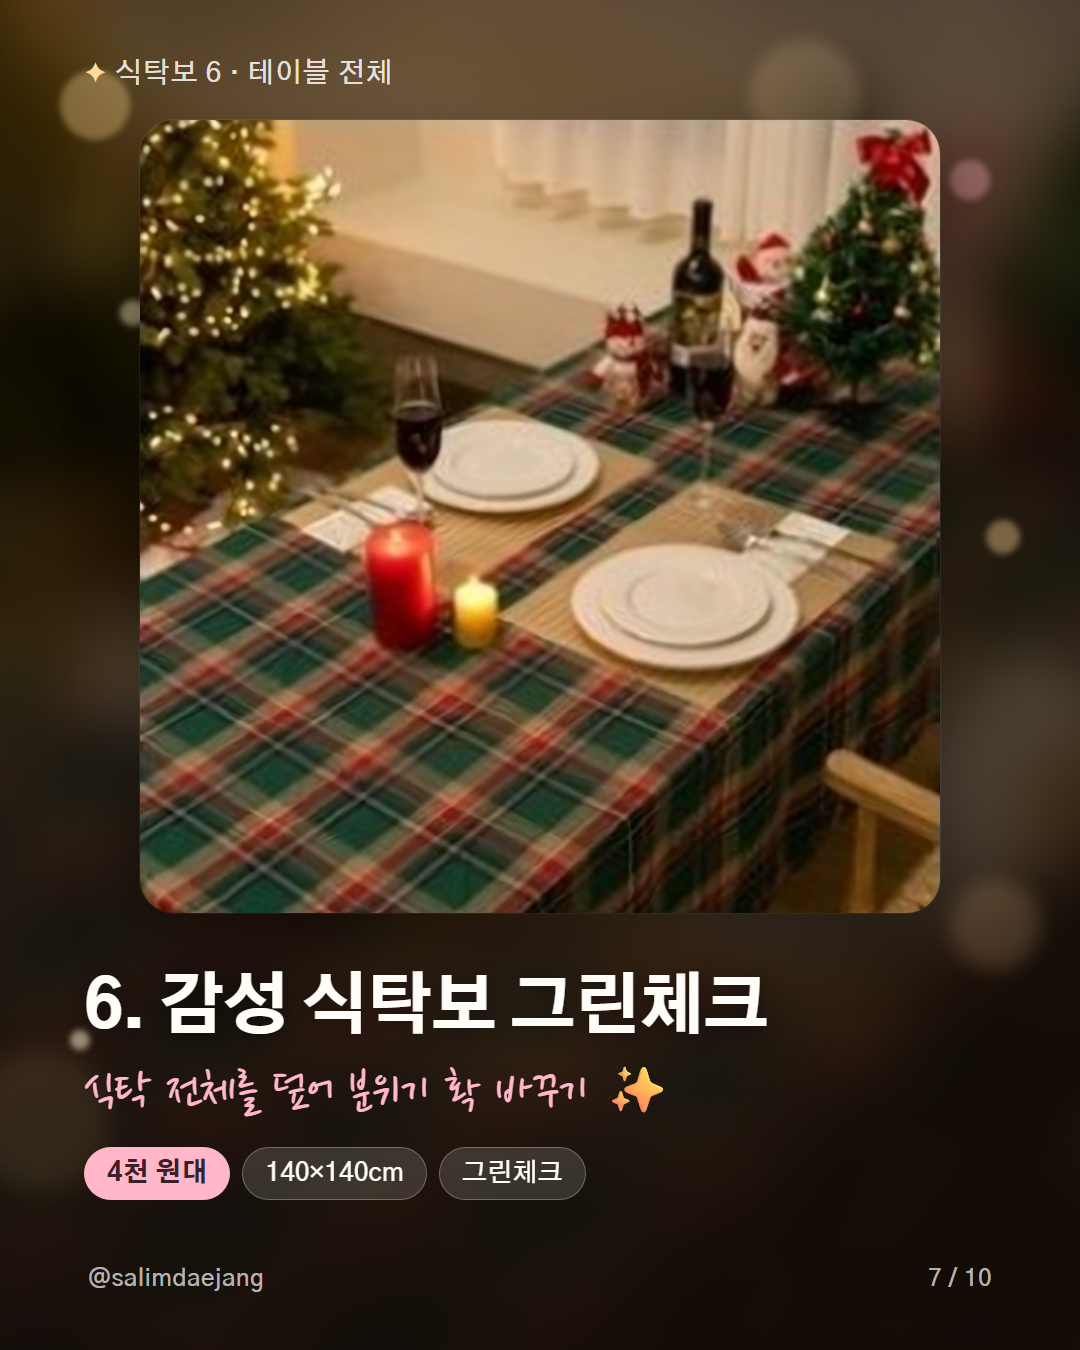 식탁보 6 · 테이블 전체
6. 감성 식탁보 그린체크
식탁 전체를 덮어 분위기 확 바꾸기 ✨
4천 원대
140×140cm
그린체크
@salimdaejang
7 / 10